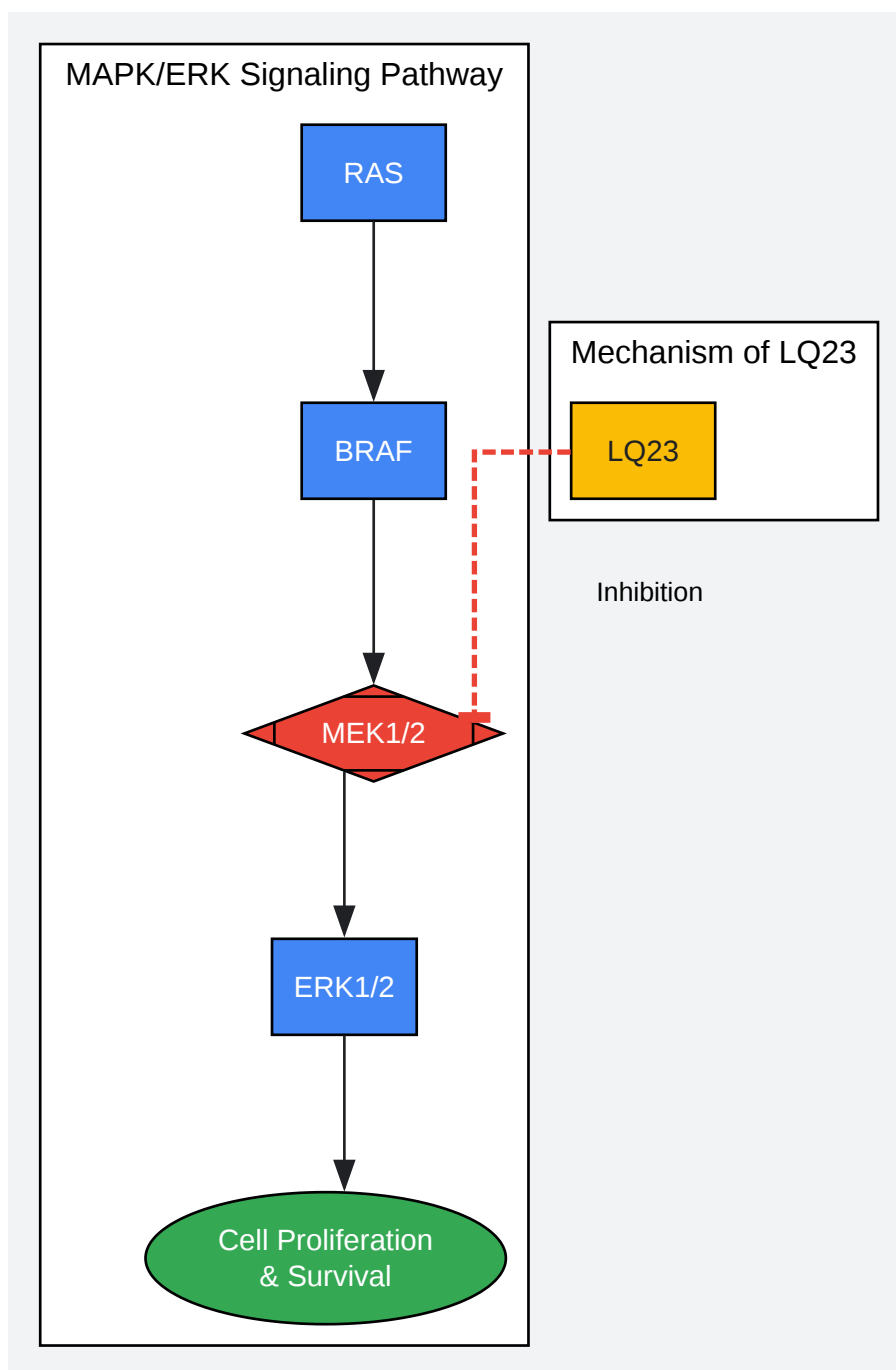 MAPK/ERK Signaling Pathway
RAS
Mechanism of LQ23
BRAF
LQ23
Inhibition
MEK1/2
ERK1/2
Cell Proliferation
& Survival